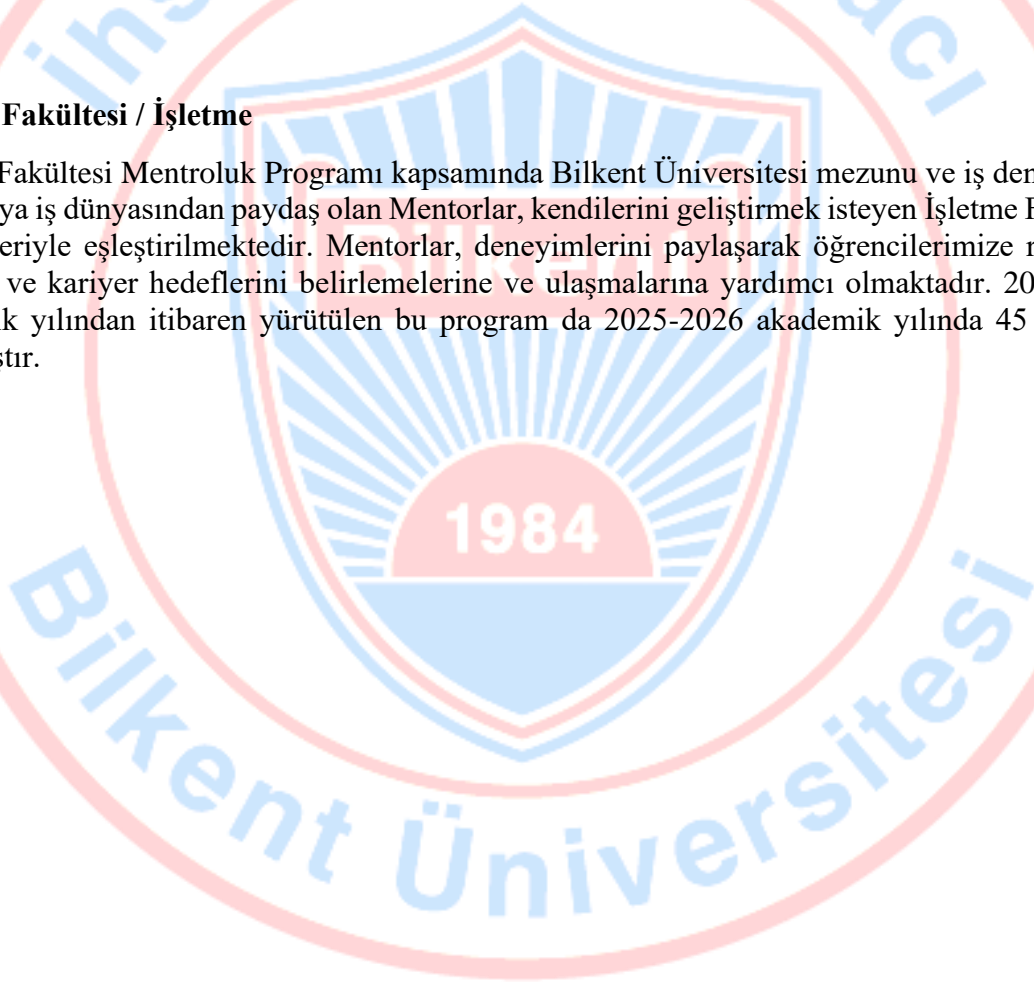 Fakültesi / İşletme
Fakültesi Mentroluk Programı kapsamında Bilkent Üniversitesi mezunu ve iş den
ya iş dünyasından paydaş olan Mentorlar, kendilerini geliştirmek isteyen İşletme
eriyle eşleştirilmektedir. Mentorlar, deneyimlerini paylaşarak öğrencilerimize
ve kariyer hedeflerini belirlemelerine ve ulaşmalarına yardımcı olmaktadır. 20
k yılından itibaren yürütülen bu program da 2025-2026 akademik yılında 45
ştır.
Bilkent
1984
Bilkent Üniversitesi